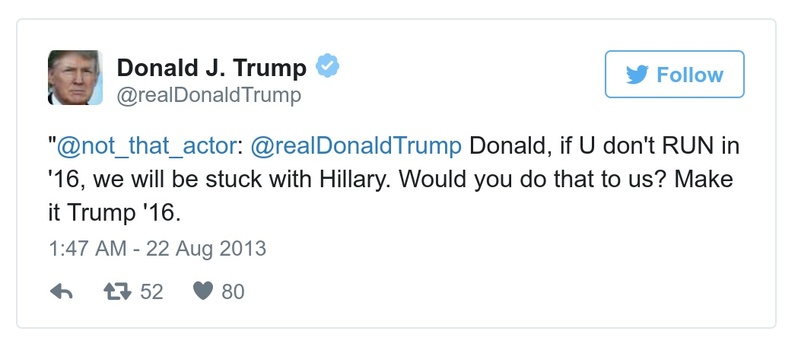 Donald J. Trump
Follow
@realDonaldTrump
"@not_that_actor: @realDonaldTrump Donald, if U don't RUN in
'16, we will be stuck with Hillary. Would you do that to us? Make
it Trump '16.
1:47 AM - 22 Aug 2013
52 80